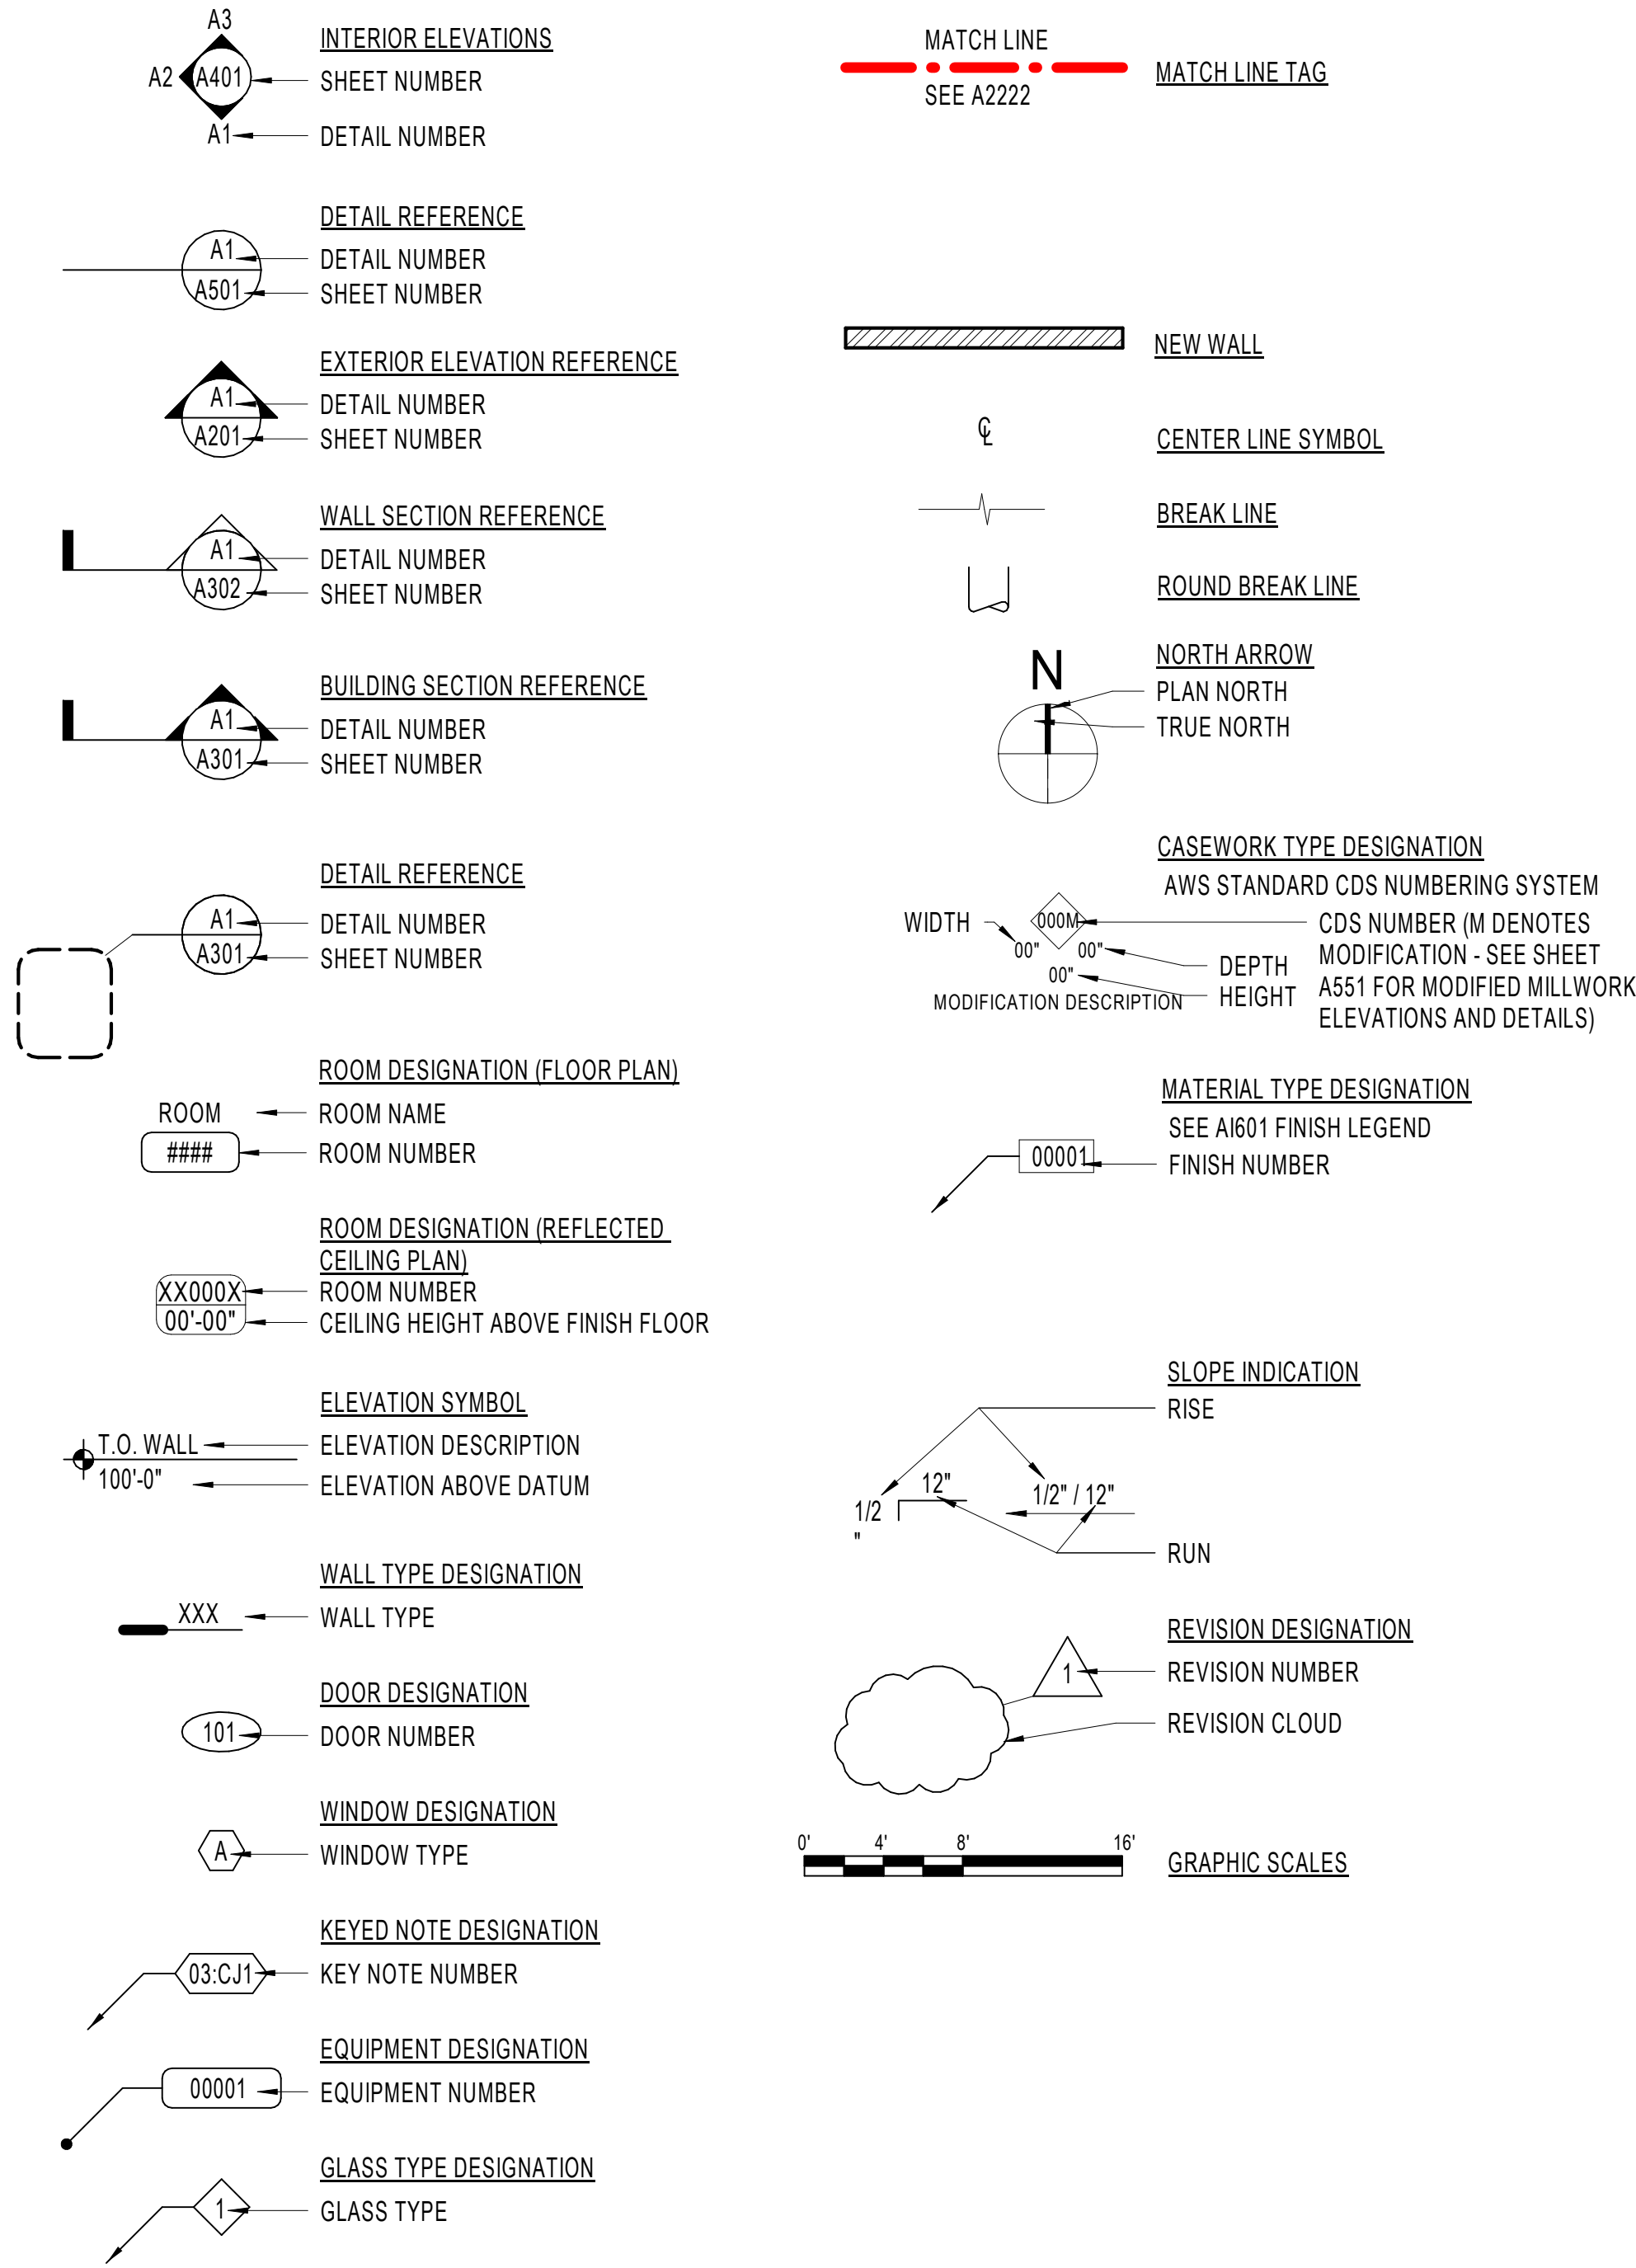 A3
INTERIOR ELEVATIONS
A2
A401
SHEET NUMBER
A1
DETAIL NUMBER
DETAIL REFERENCE
A1
DETAIL NUMBER
A501
SHEET NUMBER
EXTERIOR ELEVATION REFERENCE
A1
DETAIL NUMBER
A201
SHEET NUMBER
WALL SECTION REFERENCE
A1
DETAIL NUMBER
A302
SHEET NUMBER
BUILDING SECTION REFERENCE
A1
DETAIL NUMBER
A301
SHEET NUMBER
DETAIL REFERENCE
A1
DETAIL NUMBER
A301
SHEET NUMBER
ROOM DESIGNATION (FLOOR PLAN)
ROOM
ROOM NAME
####
ROOM NUMBER
ROOM DESIGNATION (REFLECTED
CEILING PLAN)
XX000X
ROOM NUMBER
00'-00"
CEILING HEIGHT ABOVE FINISH FLOOR
ELEVATION SYMBOL
T.O. WALL
ELEVATION DESCRIPTION
100'-0"
ELEVATION ABOVE DATUM
WALL TYPE DESIGNATION
XXX
WALL TYPE
DOOR DESIGNATION
101
DOOR NUMBER
WINDOW DESIGNATION
A
WINDOW TYPE
KEYED NOTE DESIGNATION
03:CJ1
KEY NOTE NUMBER
EQUIPMENT DESIGNATION
00001
EQUIPMENT NUMBER
GLASS TYPE DESIGNATION
1
GLASS TYPE
MATCH LINE
MATCH LINE TAG
SEE A2222
NEW WALL
℄
CENTER LINE SYMBOL
BREAK LINE
ROUND BREAK LINE
N
NORTH ARROW
PLAN NORTH
TRUE NORTH
CASEWORK TYPE DESIGNATION
AWS STANDARD CDS NUMBERING SYSTEM
WIDTH
000M
CDS NUMBER (M DENOTES
MODIFICATION - SEE SHEET
A551 FOR MODIFIED MILLWORK
ELEVATIONS AND DETAILS)
00"
00"
DEPTH
00"
HEIGHT
MODIFICATION DESCRIPTION
MATERIAL TYPE DESIGNATION
SEE AI601 FINISH LEGEND
00001
FINISH NUMBER
SLOPE INDICATION
RISE
12"
1/2" / 12"
1/2
"
RUN
REVISION DESIGNATION
1
REVISION NUMBER
REVISION CLOUD
0' 4' 8' 16'
GRAPHIC SCALES